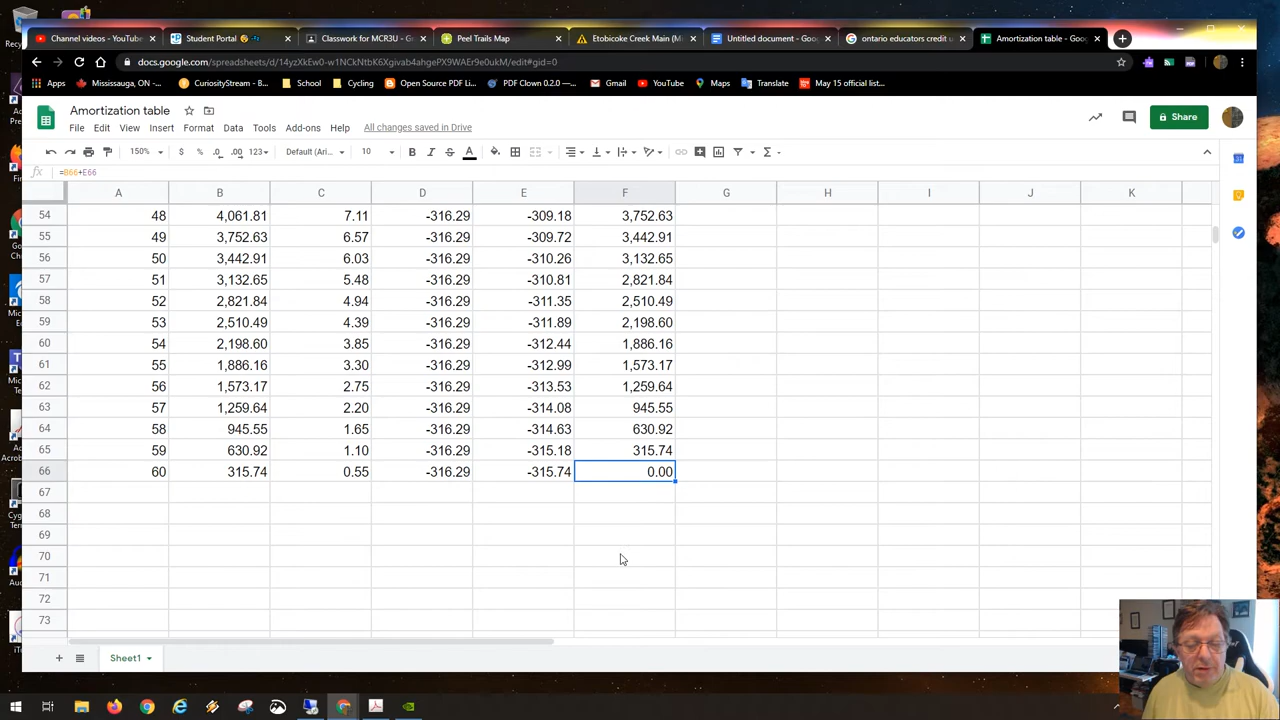 Channel videos - YouTube
Student Portal
Classwork for MCR3U - G
Peel Trails Map
Etobicoke Creek Main (Mi
Untitled document - Goog
ontario educators credit u
Amortization table - Goog
docs.google.com/spreadsheets/d/14yzXkEw0-w1NCkNtbK6Xgivab4ahgePX9WAEr9e0ukM/edit#gid=0
Apps
Mississauga, ON -...
CuriosityStream - B...
School
Cycling
Open Source PDF Li...
PDF Clown 0.2.0 —...
Gmail
YouTube
Maps
Translate
May 15 official list...
Amortization table
File Edit View Insert Format Data Tools Add-ons Help All changes saved in Drive
Share
150% $ % .0 .00 123 Default (Ari... 10 B I S A
fx =B66+E66
A B C D E F G H I J K
54 48 4,061.81 7.11 -316.29 -309.18 3,752.63
55 49 3,752.63 6.57 -316.29 -309.72 3,442.91
56 50 3,442.91 6.03 -316.29 -310.26 3,132.65
57 51 3,132.65 5.48 -316.29 -310.81 2,821.84
58 52 2,821.84 4.94 -316.29 -311.35 2,510.49
59 53 2,510.49 4.39 -316.29 -311.89 2,198.60
60 54 2,198.60 3.85 -316.29 -312.44 1,886.16
61 55 1,886.16 3.30 -316.29 -312.99 1,573.17
62 56 1,573.17 2.75 -316.29 -313.53 1,259.64
63 57 1,259.64 2.20 -316.29 -314.08 945.55
64 58 945.55 1.65 -316.29 -314.63 630.92
65 59 630.92 1.10 -316.29 -315.18 315.74
66 60 315.74 0.55 -316.29 -315.74 0.00
67
68
69
70
71
72
73
Sheet1